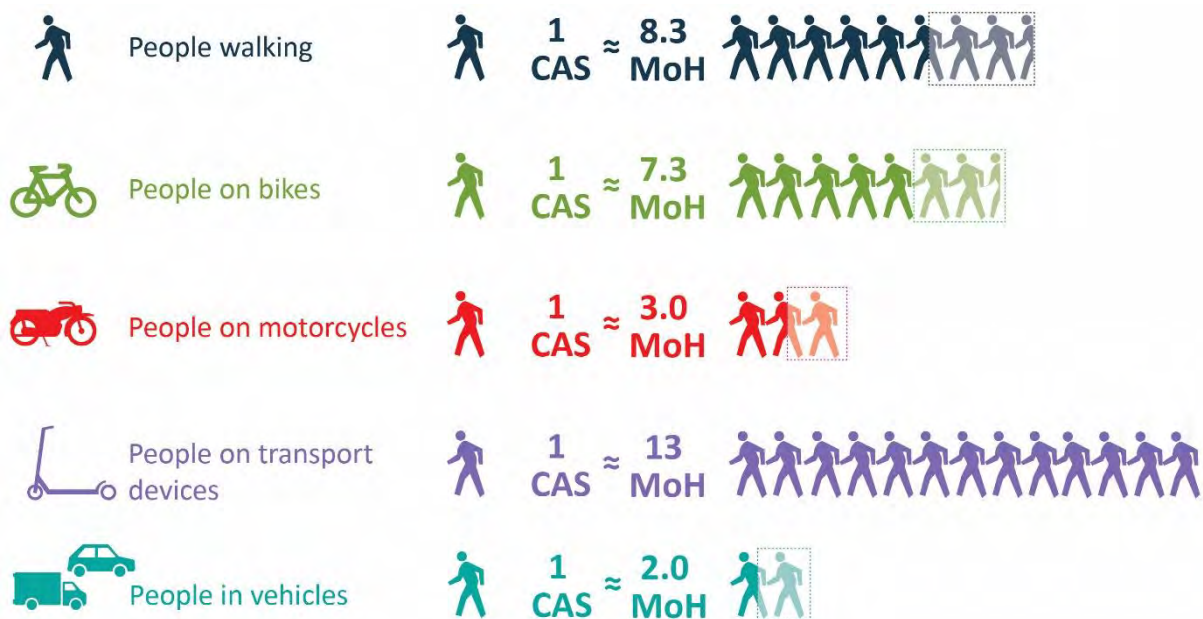 People walking
1 CAS ≈ 8.3 MoH
People on bikes
1 CAS ≈ 7.3 MoH
People on motorcycles
1 CAS ≈ 3.0 MoH
People on transport
devices
1 CAS ≈ 13 MoH
People in vehicles
1 CAS ≈ 2.0 MoH